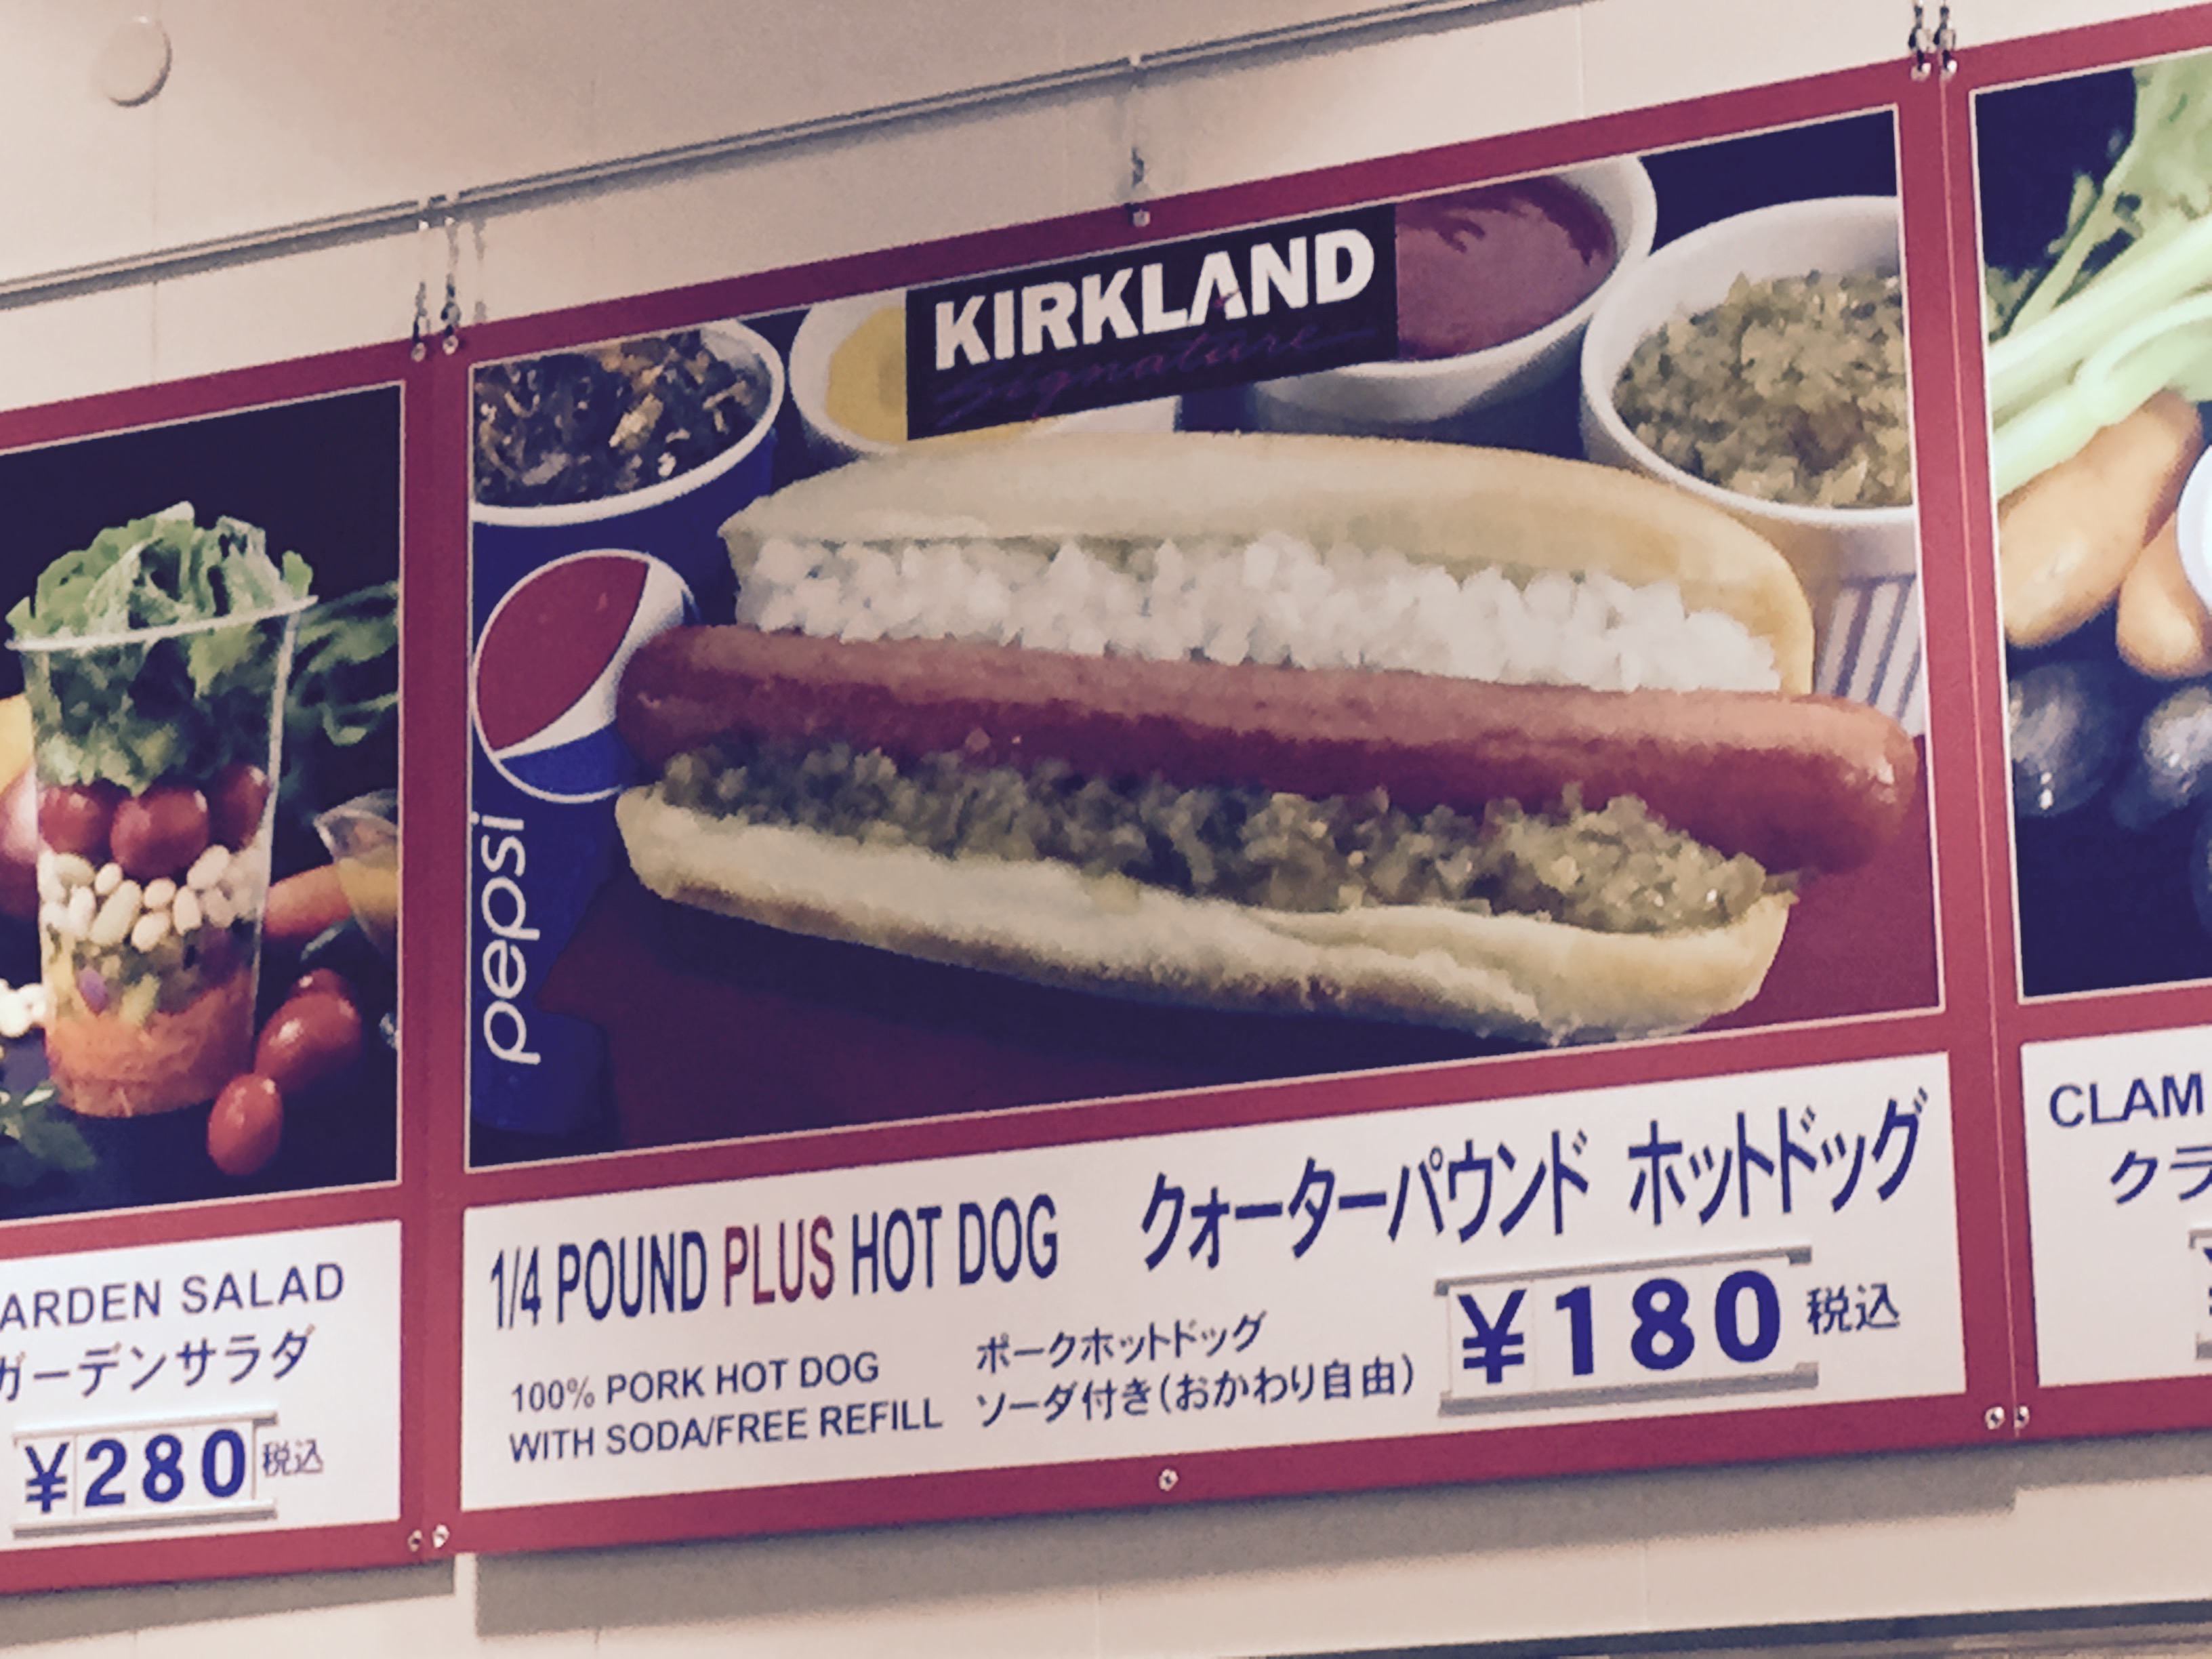 KIRKLAND
Signature
pepsi
ARDEN SALAD
ガーデンサラダ
¥280 税込
1/4 POUND PLUS HOT DOG クォーターパウンド ホットドッグ
100% PORK HOT DOG
WITH SODA/FREE REFILL
ポークホットドッグ
ソーダ付き(おかわり自由)
¥180 税込
CLAM
クラ